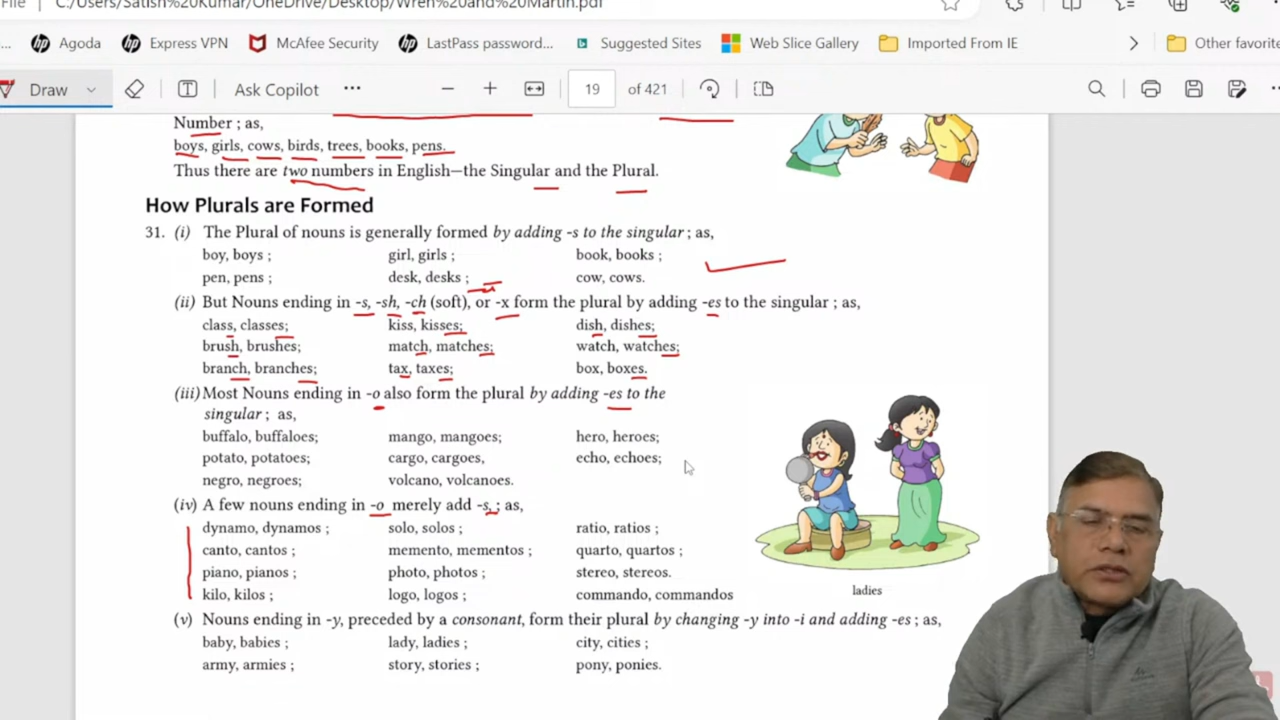 File C:/Users/Satish%20Kumar/OneDrive/Desktop/Wren%20and%20Martin.pdf
Agoda Express VPN McAfee Security LastPass password... Suggested Sites Web Slice Gallery Imported From IE Other favorite
Draw Ask Copilot ... 19 of 421
Number ; as,
boys, girls, cows, birds, trees, books, pens.
Thus there are two numbers in English—the Singular and the Plural.
How Plurals are Formed
31. (i) The Plural of nouns is generally formed by adding -s to the singular ; as,
boy, boys ; girl, girls ; book, books ;
pen, pens ; desk, desks ; cow, cows.
(ii) But Nouns ending in -s, -sh, -ch (soft), or -x form the plural by adding -es to the singular ; as,
class, classes; kiss, kisses; dish, dishes;
brush, brushes; match, matches; watch, watches;
branch, branches; tax, taxes; box, boxes.
(iii) Most Nouns ending in -o also form the plural by adding -es to the
singular ; as,
buffalo, buffaloes; mango, mangoes; hero, heroes;
potato, potatoes; cargo, cargoes, echo, echoes;
negro, negroes; volcano, volcanoes.
(iv) A few nouns ending in -o merely add -s, ; as,
dynamo, dynamos ; solo, solos ; ratio, ratios ;
canto, cantos ; memento, mementos ; quarto, quartos ;
piano, pianos ; photo, photos ; stereo, stereos.
kilo, kilos ; logo, logos ; commando, commandos
ladies
(v) Nouns ending in -y, preceded by a consonant, form their plural by changing -y into -i and adding -es ; as,
baby, babies ; lady, ladies ; city, cities ;
army, armies ; story, stories ; pony, ponies.